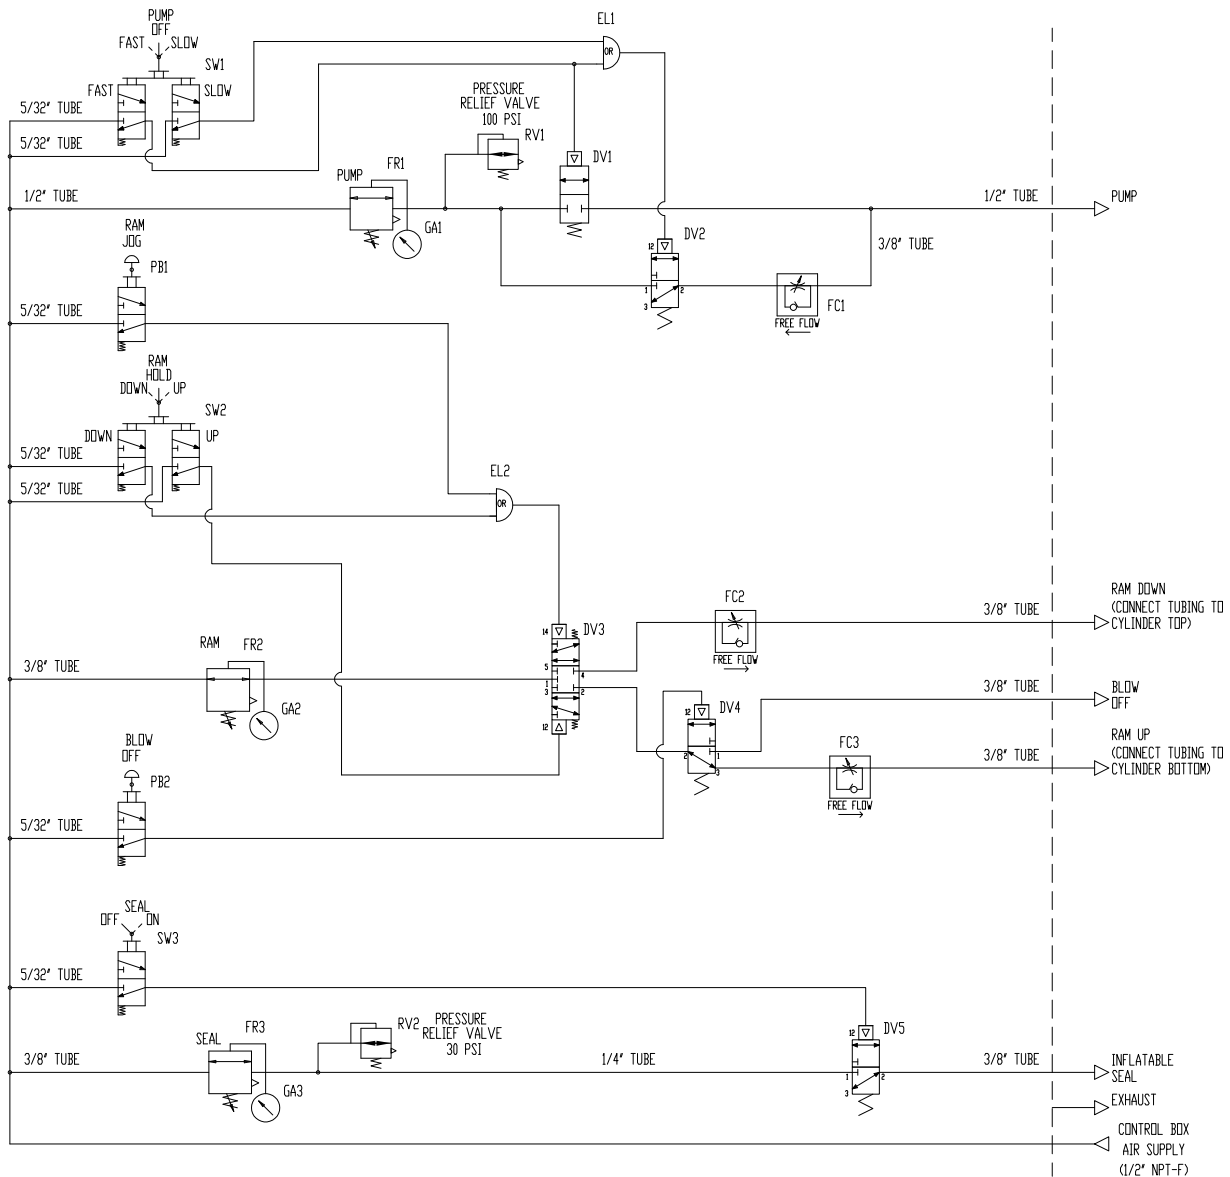 PUMP
OFF
FAST SLOW
SW1
FAST SLOW
5/32" TUBE
5/32" TUBE
EL1
OR
PRESSURE
RELIEF VALVE
100 PSI
RV1
DV1
PUMP FR1
GA1
1/2" TUBE
1/2" TUBE
PUMP
3/8" TUBE
DV2
12
1 2
3
FC1
FREE FLOW
RAM
JOG
PB1
5/32" TUBE
RAM
HOLD
DOWN UP
SW2
DOWN UP
5/32" TUBE
5/32" TUBE
EL2
OR
RAM FR2
GA2
3/8" TUBE
14
DV3
5
4
1
3 2
12
FC2
FREE FLOW
3/8" TUBE
RAM DOWN
(CONNECT TUBING TO
CYLINDER TOP)
DV4
12
2 1
3
3/8" TUBE
BLOW
OFF
FC3
FREE FLOW
3/8" TUBE
RAM UP
(CONNECT TUBING TO
CYLINDER BOTTOM)
BLOW
OFF
PB2
5/32" TUBE
SEAL
OFF ON
SW3
5/32" TUBE
SEAL FR3
GA3
3/8" TUBE
RV2
PRESSURE
RELIEF VALVE
30 PSI
1/4" TUBE
DV5
12
1 2
3
3/8" TUBE
INFLATABLE
SEAL
EXHAUST
CONTROL BOX
AIR SUPPLY
(1/2" NPT-F)